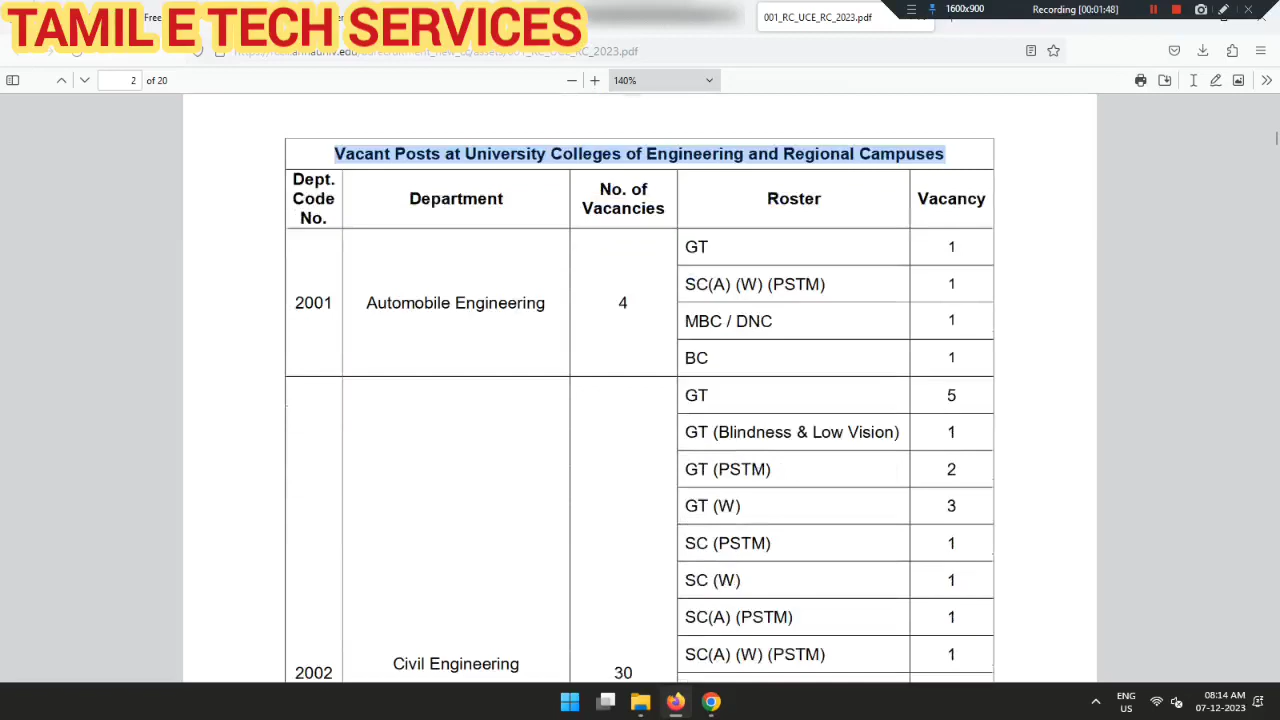 TAMIL E TECH SERVICES
001_RC_UCE_RC_2023.pdf
1600x900
Recording [00:01:48]
2 of 20
140%
Vacant Posts at University Colleges of Engineering and Regional Campuses
Dept. Code No. Department No. of Vacancies Roster Vacancy
2001 Automobile Engineering 4
GT 1
SC(A) (W) (PSTM) 1
MBC / DNC 1
BC 1
2002 Civil Engineering 30
GT 5
GT (Blindness & Low Vision) 1
GT (PSTM) 2
GT (W) 3
SC (PSTM) 1
SC (W) 1
SC(A) (PSTM) 1
SC(A) (W) (PSTM) 1
ENG
US
08:14 AM
07-12-2023